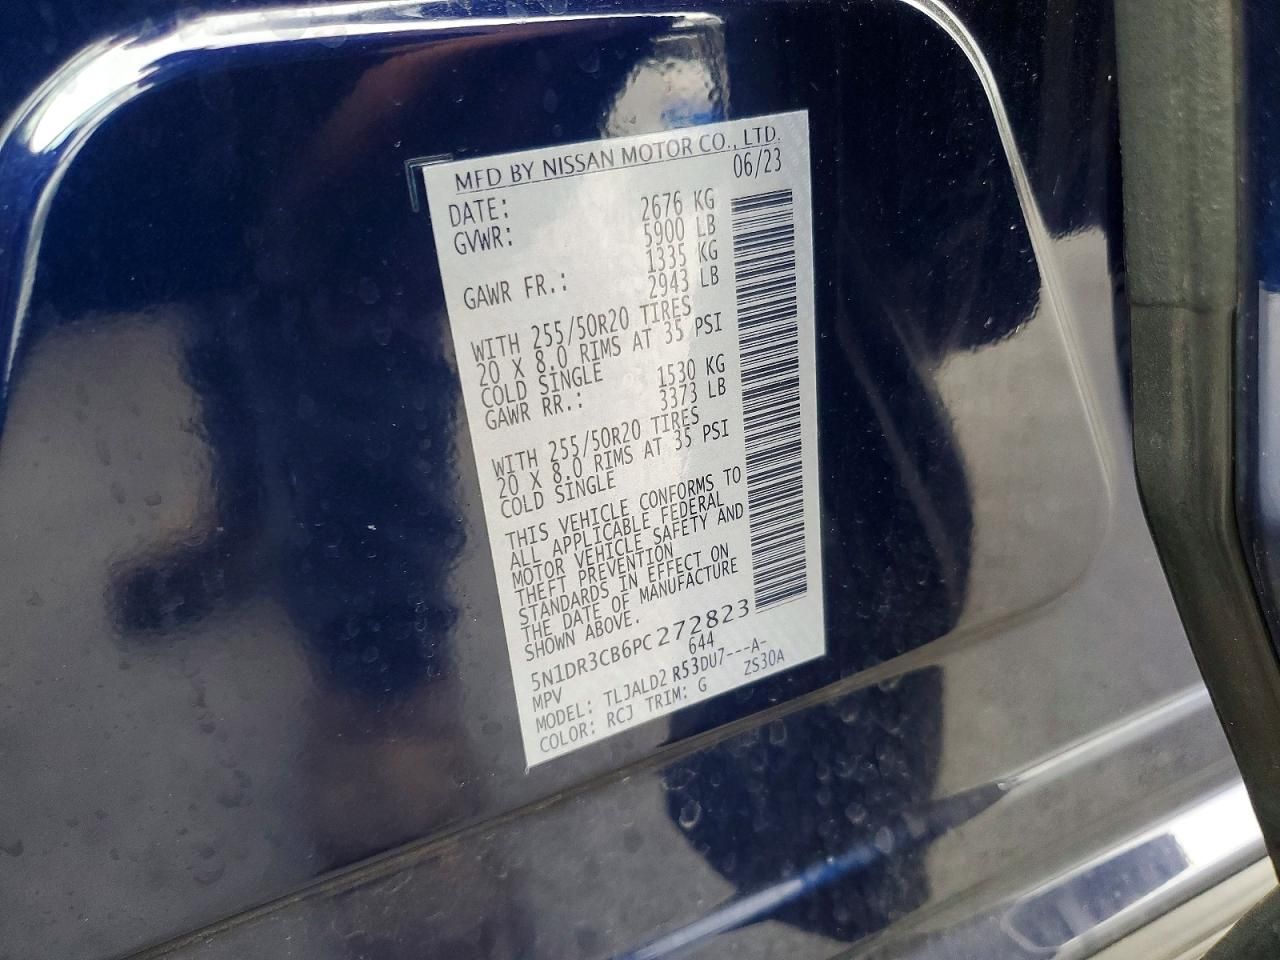 MFD BY NISSAN MOTOR CO., LTD.
DATE: 06/23
GVWR: 2676 KG
5900 LB
GAWR FR.: 1335 KG
2943 LB
WITH 255/50R20 TIRES
20 X 8.0 RIMS AT 35 PSI
COLD SINGLE
GAWR RR.: 1530 KG
3373 LB
WITH 255/50R20 TIRES
20 X 8.0 RIMS AT 35 PSI
COLD SINGLE
THIS VEHICLE CONFORMS TO
ALL APPLICABLE FEDERAL
MOTOR VEHICLE SAFETY AND
THEFT PREVENTION
STANDARDS IN EFFECT ON
THE DATE OF MANUFACTURE
SHOWN ABOVE.
5N1DR3CB6PC272823
MPV 644
MODEL: TLJALD2 R53DU7---A-
COLOR: RCJ TRIM: G ZS30A